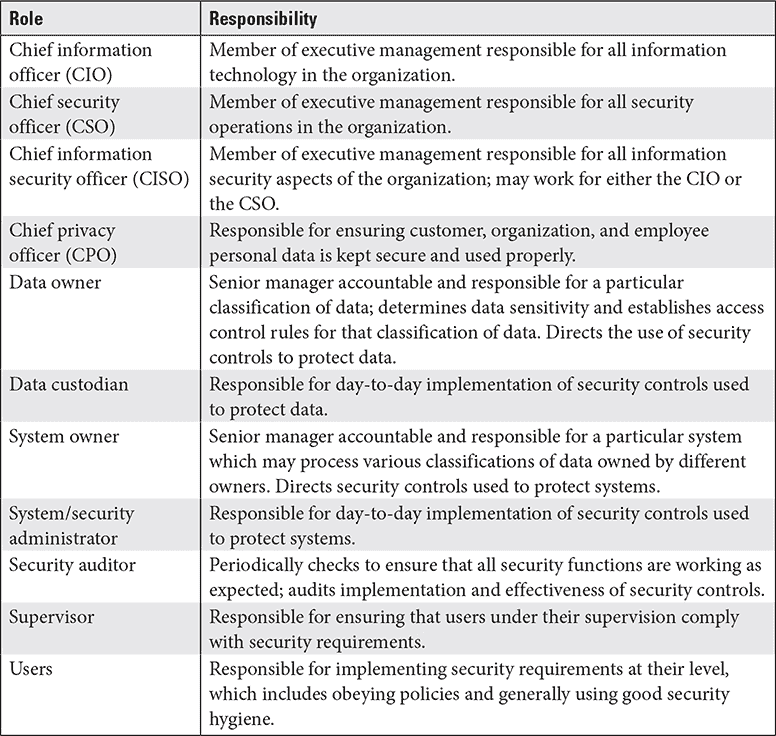 Role Responsibility
Chief information officer (CIO) Member of executive management responsible for all information
technology in the organization.
Chief security officer (CSO) Member of executive management responsible for all security
operations in the organization.
Chief information security officer (CISO) Member of executive management responsible for all information
security aspects of the organization; may work for either the CIO or
the CSO.
Chief privacy officer (CPO) Responsible for ensuring customer, organization, and employee
personal data is kept secure and used properly.
Data owner Senior manager accountable and responsible for a particular
classification of data; determines data sensitivity and establishes access
control rules for that classification of data. Directs the use of security
controls to protect data.
Data custodian Responsible for day-to-day implementation of security controls used
to protect data.
System owner Senior manager accountable and responsible for a particular system
which may process various classifications of data owned by different
owners. Directs security controls used to protect systems.
System/security administrator Responsible for day-to-day implementation of security controls used
to protect systems.
Security auditor Periodically checks to ensure that all security functions are working as
expected; audits implementation and effectiveness of security controls.
Supervisor Responsible for ensuring that users under their supervision comply
with security requirements.
Users Responsible for implementing security requirements at their level,
which includes obeying policies and generally using good security
hygiene.